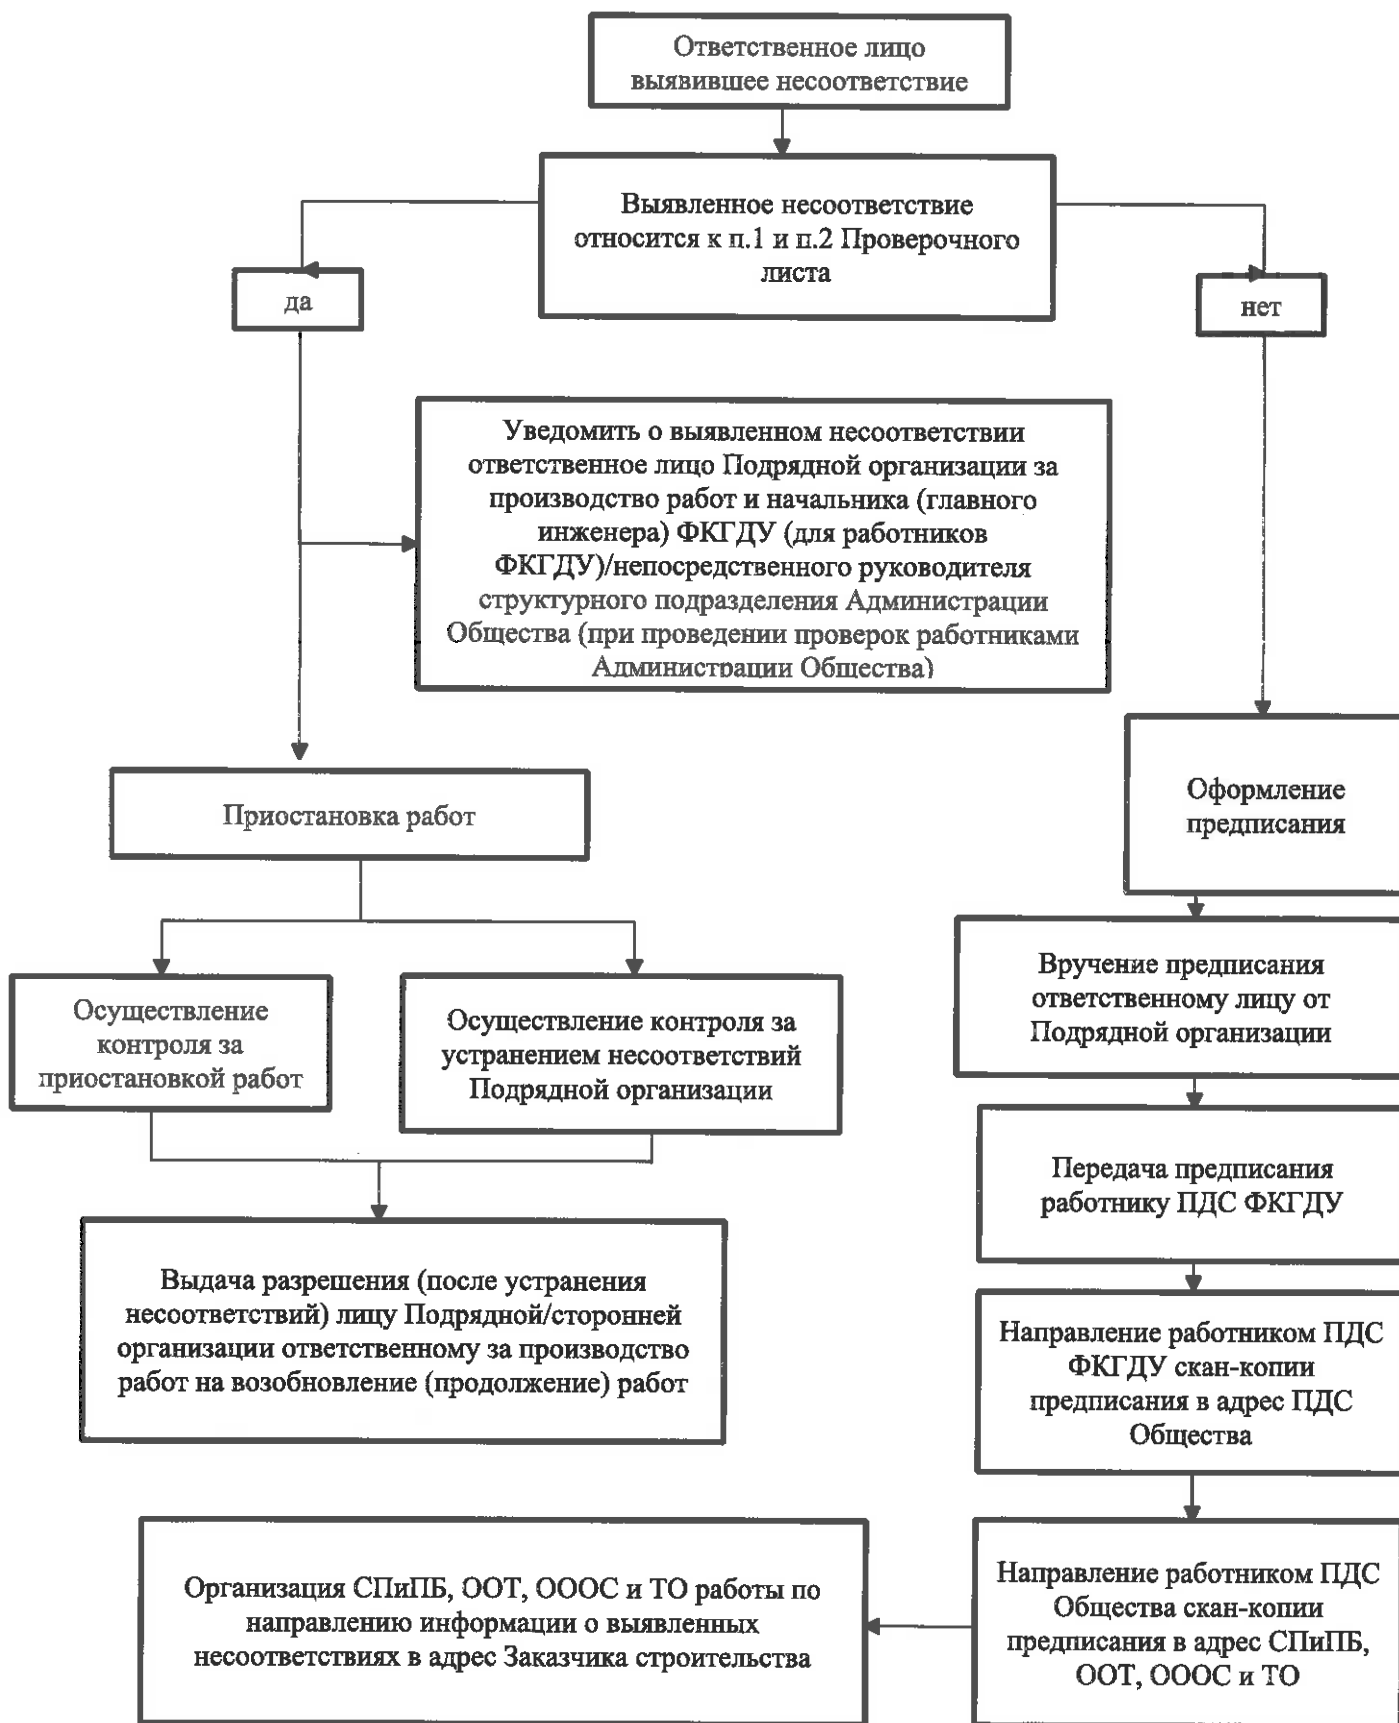 Ответственное лицо
выявившее несоответствие
Выявленное несоответствие
относится к п.1 и п.2 Проверочного
листа
да
нет
Уведомить о выявленном несоответствии
ответственное лицо Подрядной организации за
производство работ и начальника (главного
инженера) ФКГДУ (для работников
ФКГДУ)/непосредственного руководителя
структурного подразделения Администрации
Общества (при проведении проверок работниками
Администрации Общества)
Приостановка работ
Оформление
предписания
Осуществление
контроля за
приостановкой работ
Осуществление контроля за
устранением несоответствий
Подрядной организации
Вручение предписания
ответственному лицу от
Подрядной организации
Передача предписания
работнику ПДС ФКГДУ
Выдача разрешения (после устранения
несоответствий) лицу Подрядной/сторонней
организации ответственному за производство
работ на возобновление (продолжение) работ
Направление работником ПДС
ФКГДУ скан-копии
предписания в адрес ПДС
Общества
Организация СПиПБ, ООТ, ОООС и ТО работы по
направлению информации о выявленных
несоответствиях в адрес Заказчика строительства
Направление работником ПДС
Общества скан-копии
предписания в адрес СПиПБ,
ООТ, ОООС и ТО